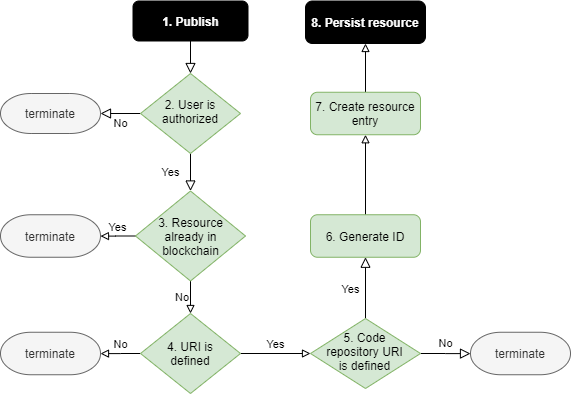 1. Publish
8. Persist resource
2. User is
authorized
terminate
No
7. Create resource
entry
Yes
3. Resource
already in
blockchain
terminate
Yes
6. Generate ID
No
Yes
4. URI is
defined
terminate
No
Yes
5. Code
repository URI
is defined
No
terminate